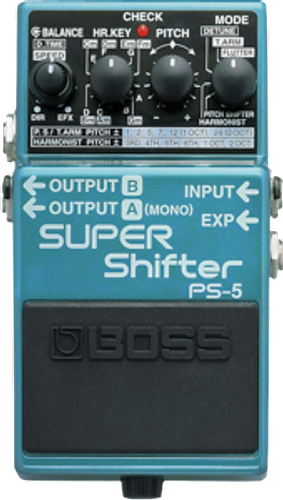 CHECK
BALANCE HR.KEY PITCH MODE
D.TIME
SPEED
DETUNE
T.ARM
FLUTTER
DIR EFX
PITCH SHIFTER
HARMONIST
P.S/T.ARM PITCH ±
HARMONIST PITCH ±
OUTPUT B
INPUT
OUTPUT A (MONO)
EXP
SUPER
Shifter
PS-5
BOSS